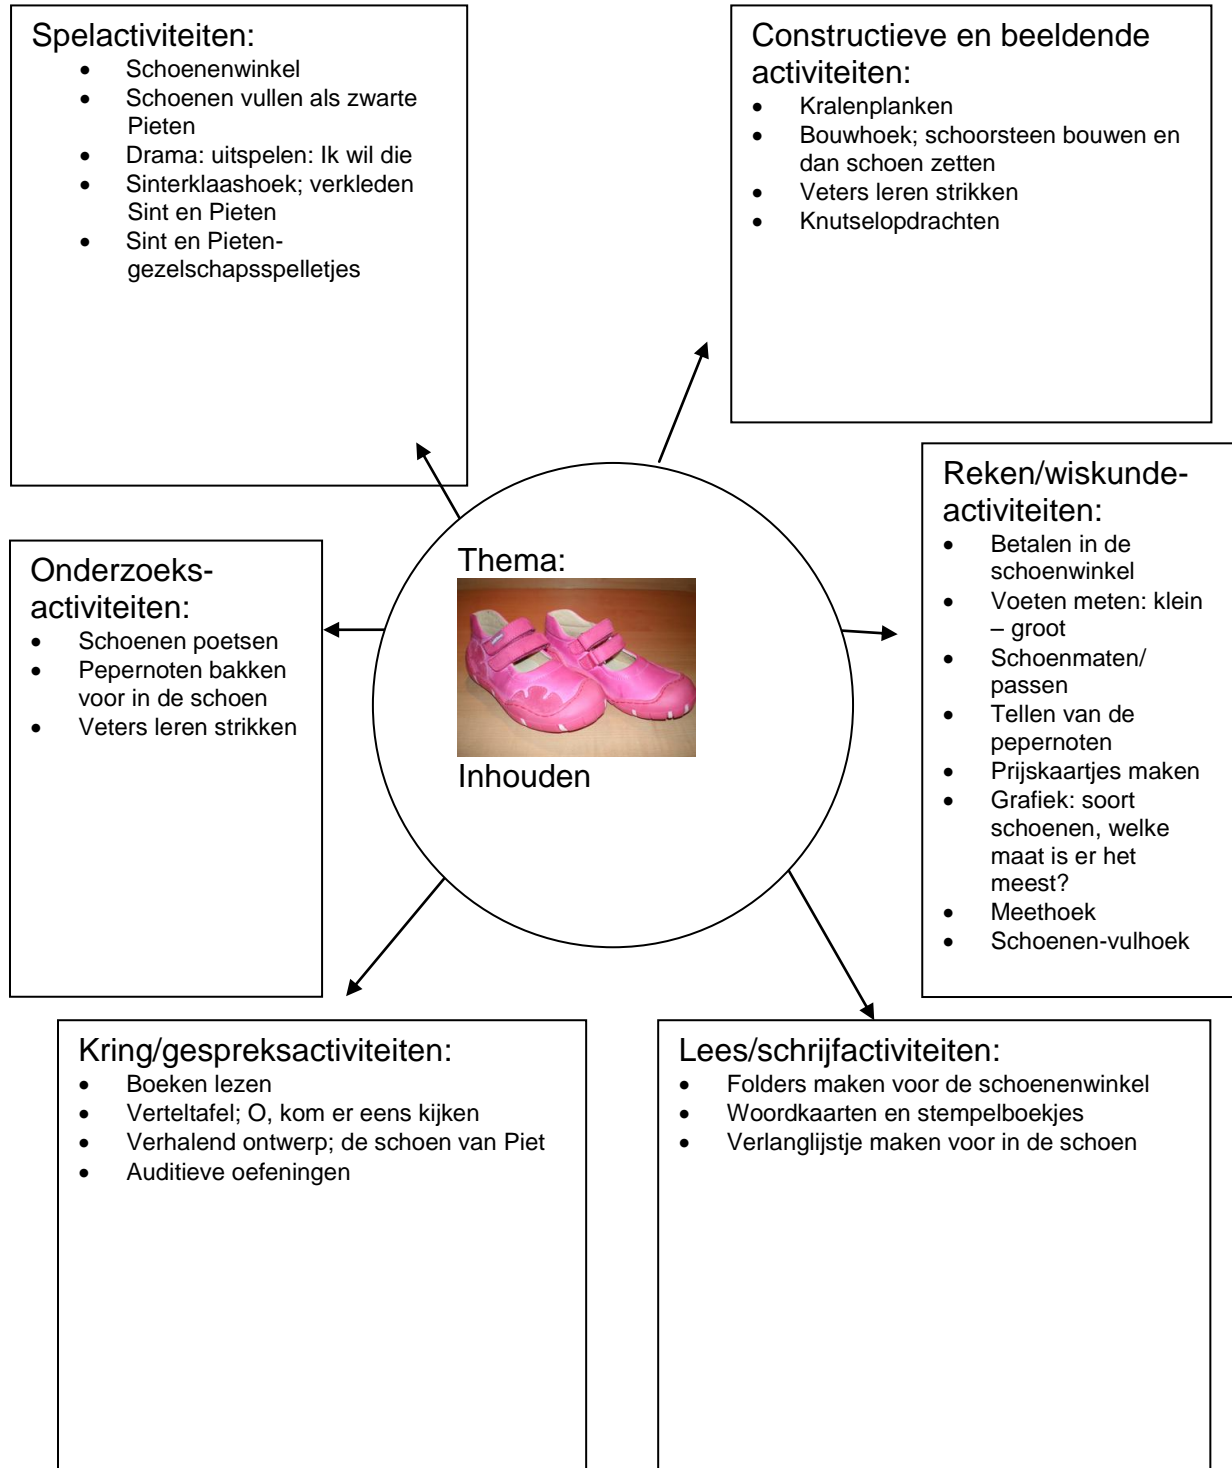 Spelactiviteiten:
• Schoenenwinkel
• Schoenen vullen als zwarte
Pieten
• Drama: uitspelen: Ik wil die
• Sinterklaashoek; verkleden
Sint en Pieten
• Sint en Pieten-
gezelschapsspelletjes
Constructieve en beeldende
activiteiten:
• Kralenplanken
• Bouwhoek; schoorsteen bouwen en
dan schoen zetten
• Veters leren strikken
• Knutselopdrachten
Onderzoeks-
activiteiten:
• Schoenen poetsen
• Pepernoten bakken
voor in de schoen
• Veters leren strikken
Thema:
Inhouden
Reken/wiskunde-
activiteiten:
• Betalen in de
schoenwinkel
• Voeten meten: klein
– groot
• Schoenmaten/
passen
• Tellen van de
pepernoten
• Prijskaartjes maken
• Grafiek: soort
schoenen, welke
maat is er het
meest?
• Meethoek
• Schoenen-vulhoek
Kring/gespreksactiviteiten:
• Boeken lezen
• Verteltafel; O, kom er eens kijken
• Verhalend ontwerp; de schoen van Piet
• Auditieve oefeningen
Lees/schrijfactiviteiten:
• Folders maken voor de schoenenwinkel
• Woordkaarten en stempelboekjes
• Verlanglijstje maken voor in de schoen